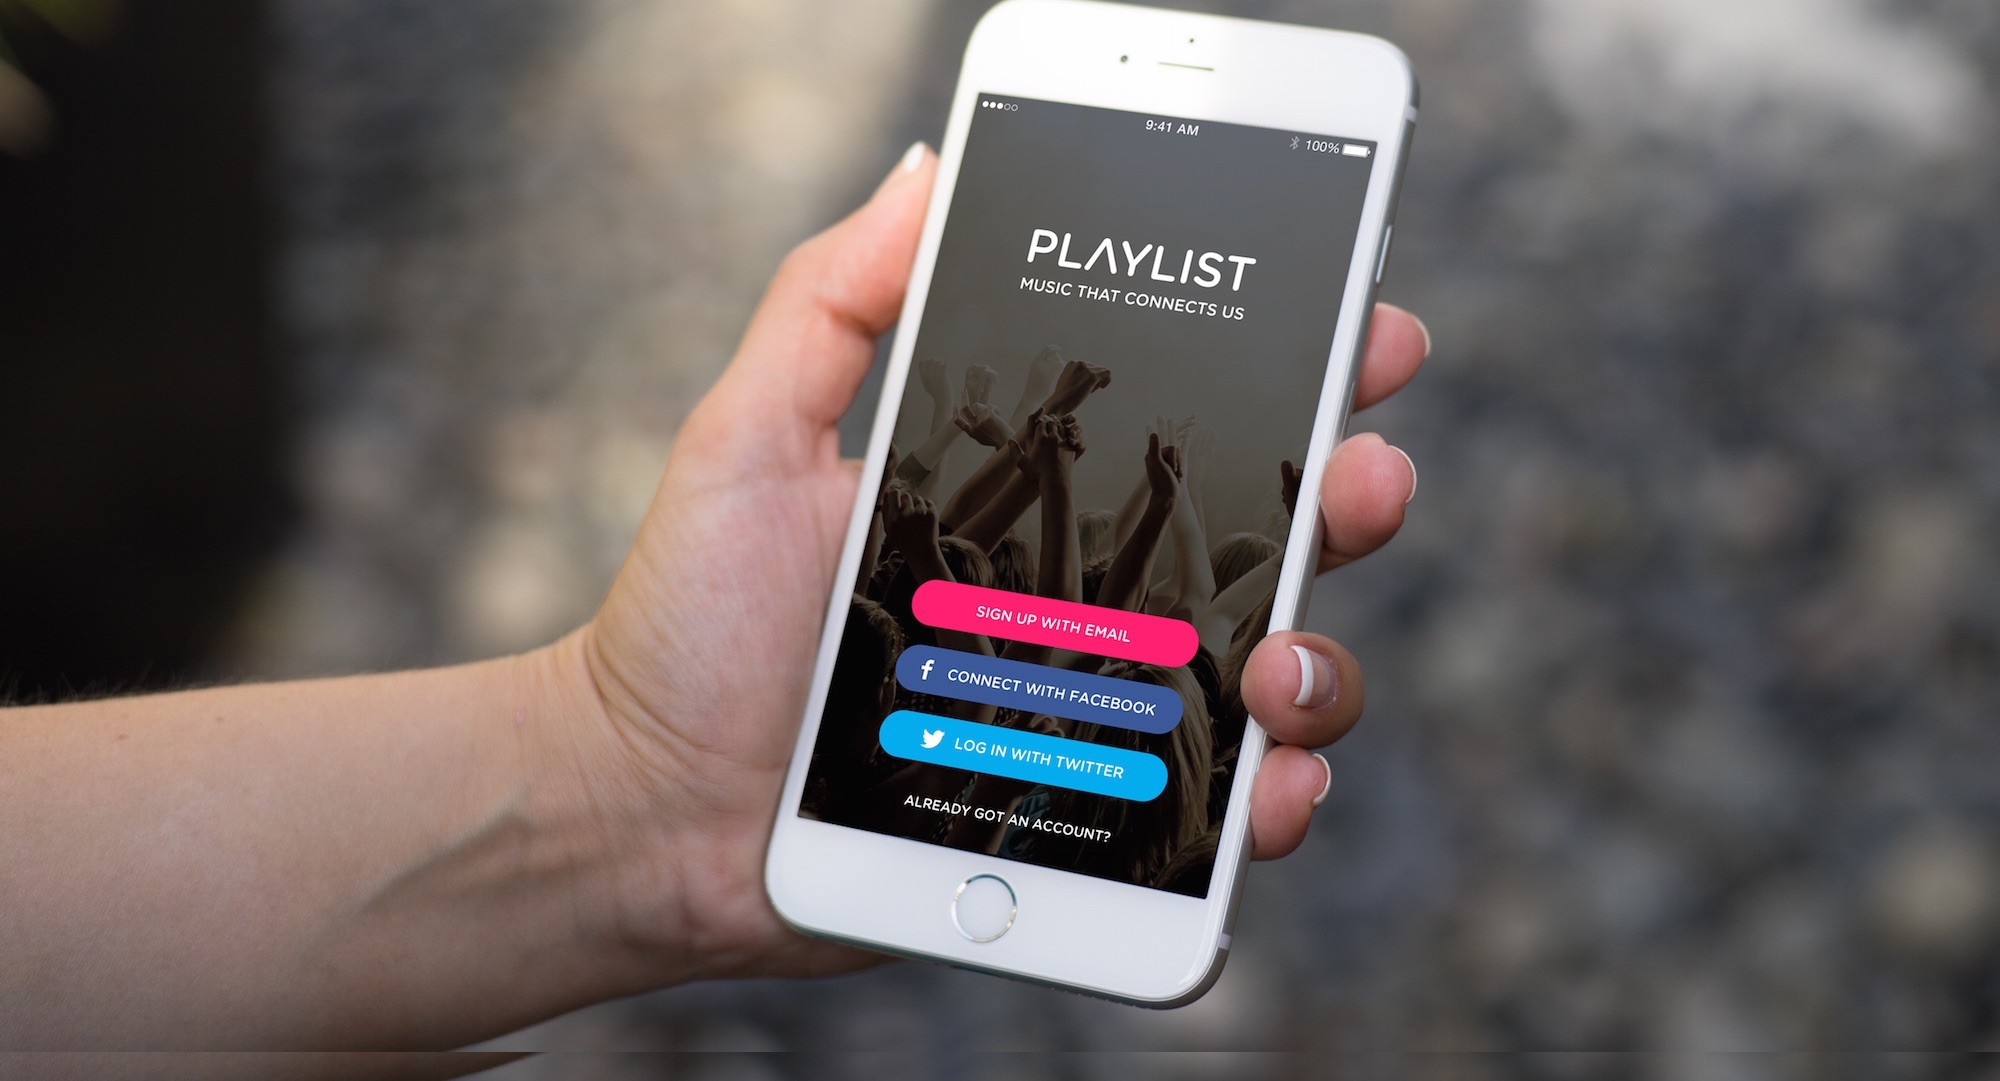 9:41 AM
100%
PLAYLIST
MUSIC THAT CONNECTS US
SIGN UP WITH EMAIL
f CONNECT WITH FACEBOOK
LOG IN WITH TWITTER
ALREADY GOT AN ACCOUNT?